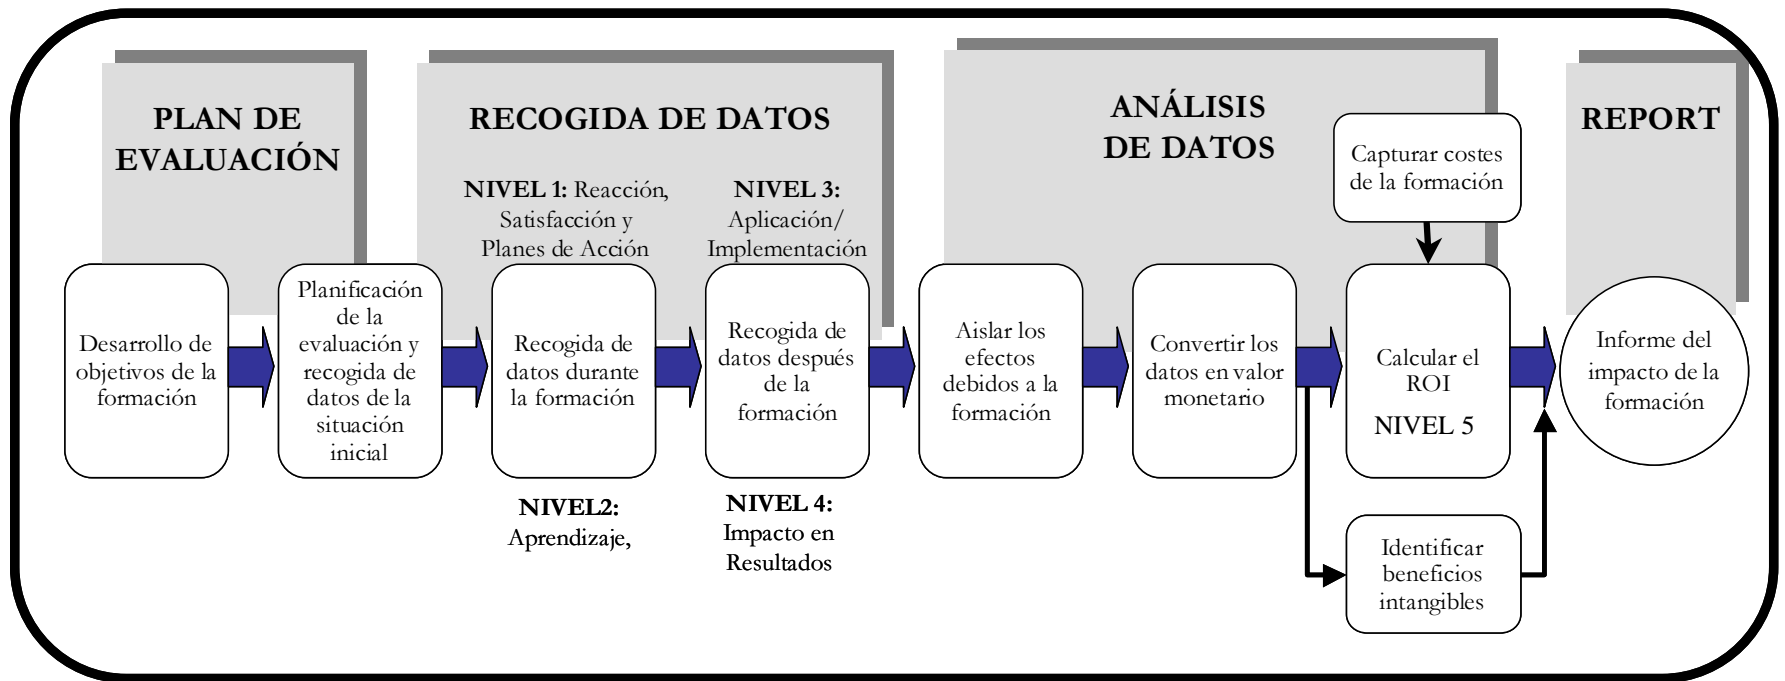 PLAN DE
EVALUACIÓN
RECOGIDA DE DATOS
ANÁLISIS
DE DATOS
REPORT
Capturar costes
de la formación
NIVEL 1: Reacción,
Satisfacción y
Planes de Acción
NIVEL 3:
Aplicación/
Implementación
Desarrollo de
objetivos de la
formación
Planificación
de la
evaluación y
recogida de
datos de la
situación
inicial
Recogida de
datos durante
la formación
Recogida de
datos después
de la
formación
Aislar los
efectos
debidos a la
formación
Convertir los
datos en valor
monetario
Calcular el
ROI
NIVEL 5
Informe del
impacto de la
formación
NIVEL2:
Aprendizaje,
NIVEL 4:
Impacto en
Resultados
Identificar
beneficios
intangibles